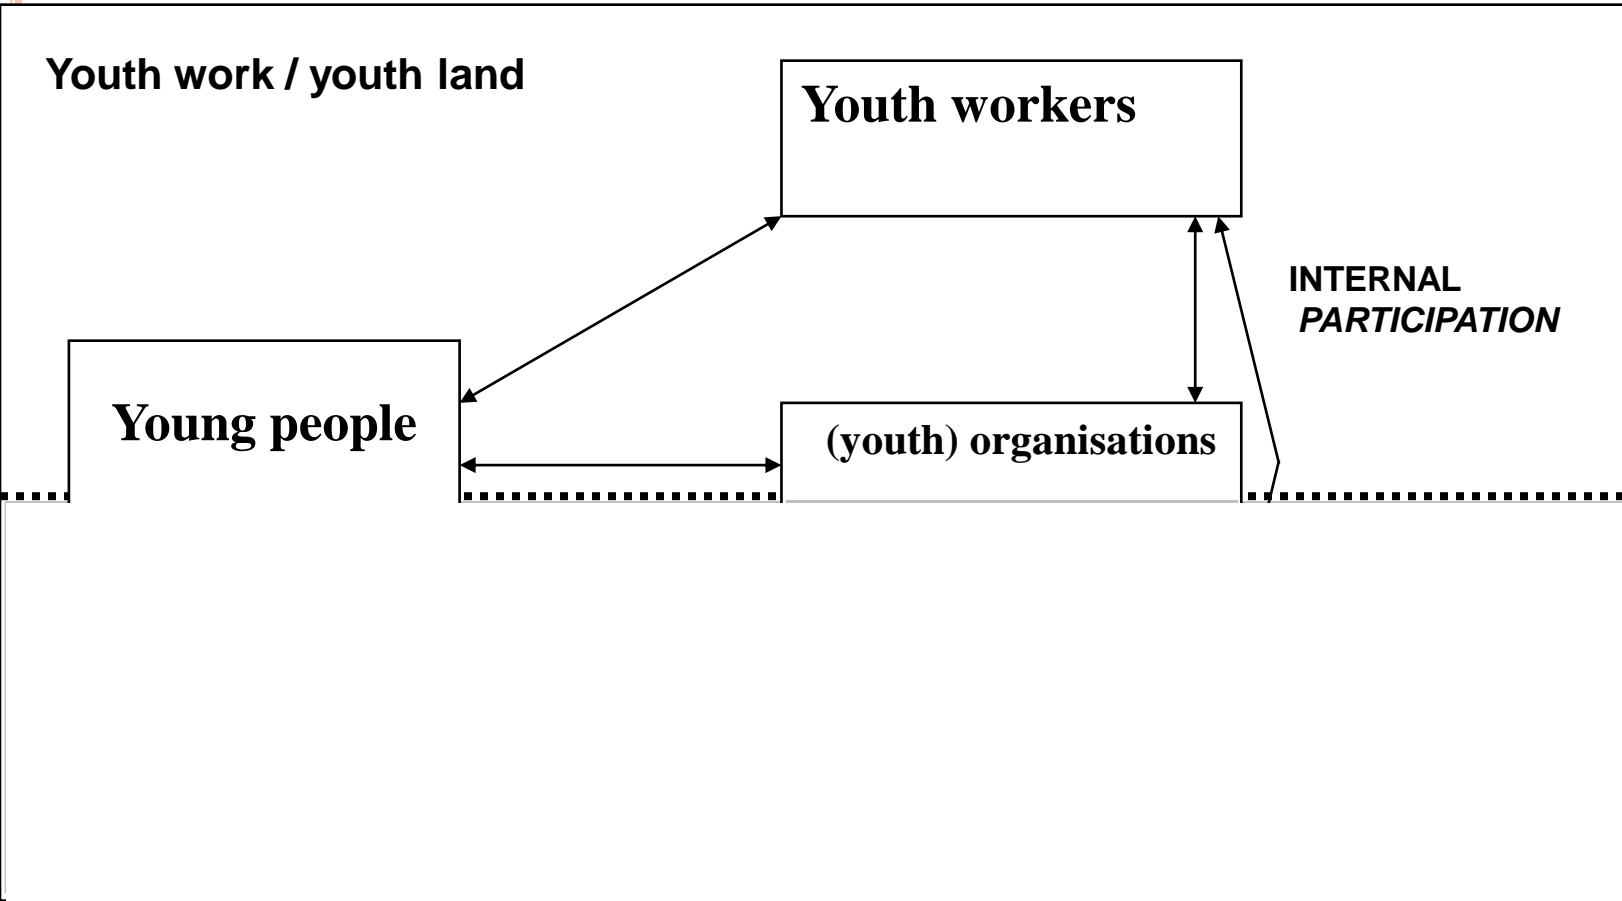 Youth work / youth land
Youth workers
INTERNAL
PARTICIPATION
Young people
(youth) organisations